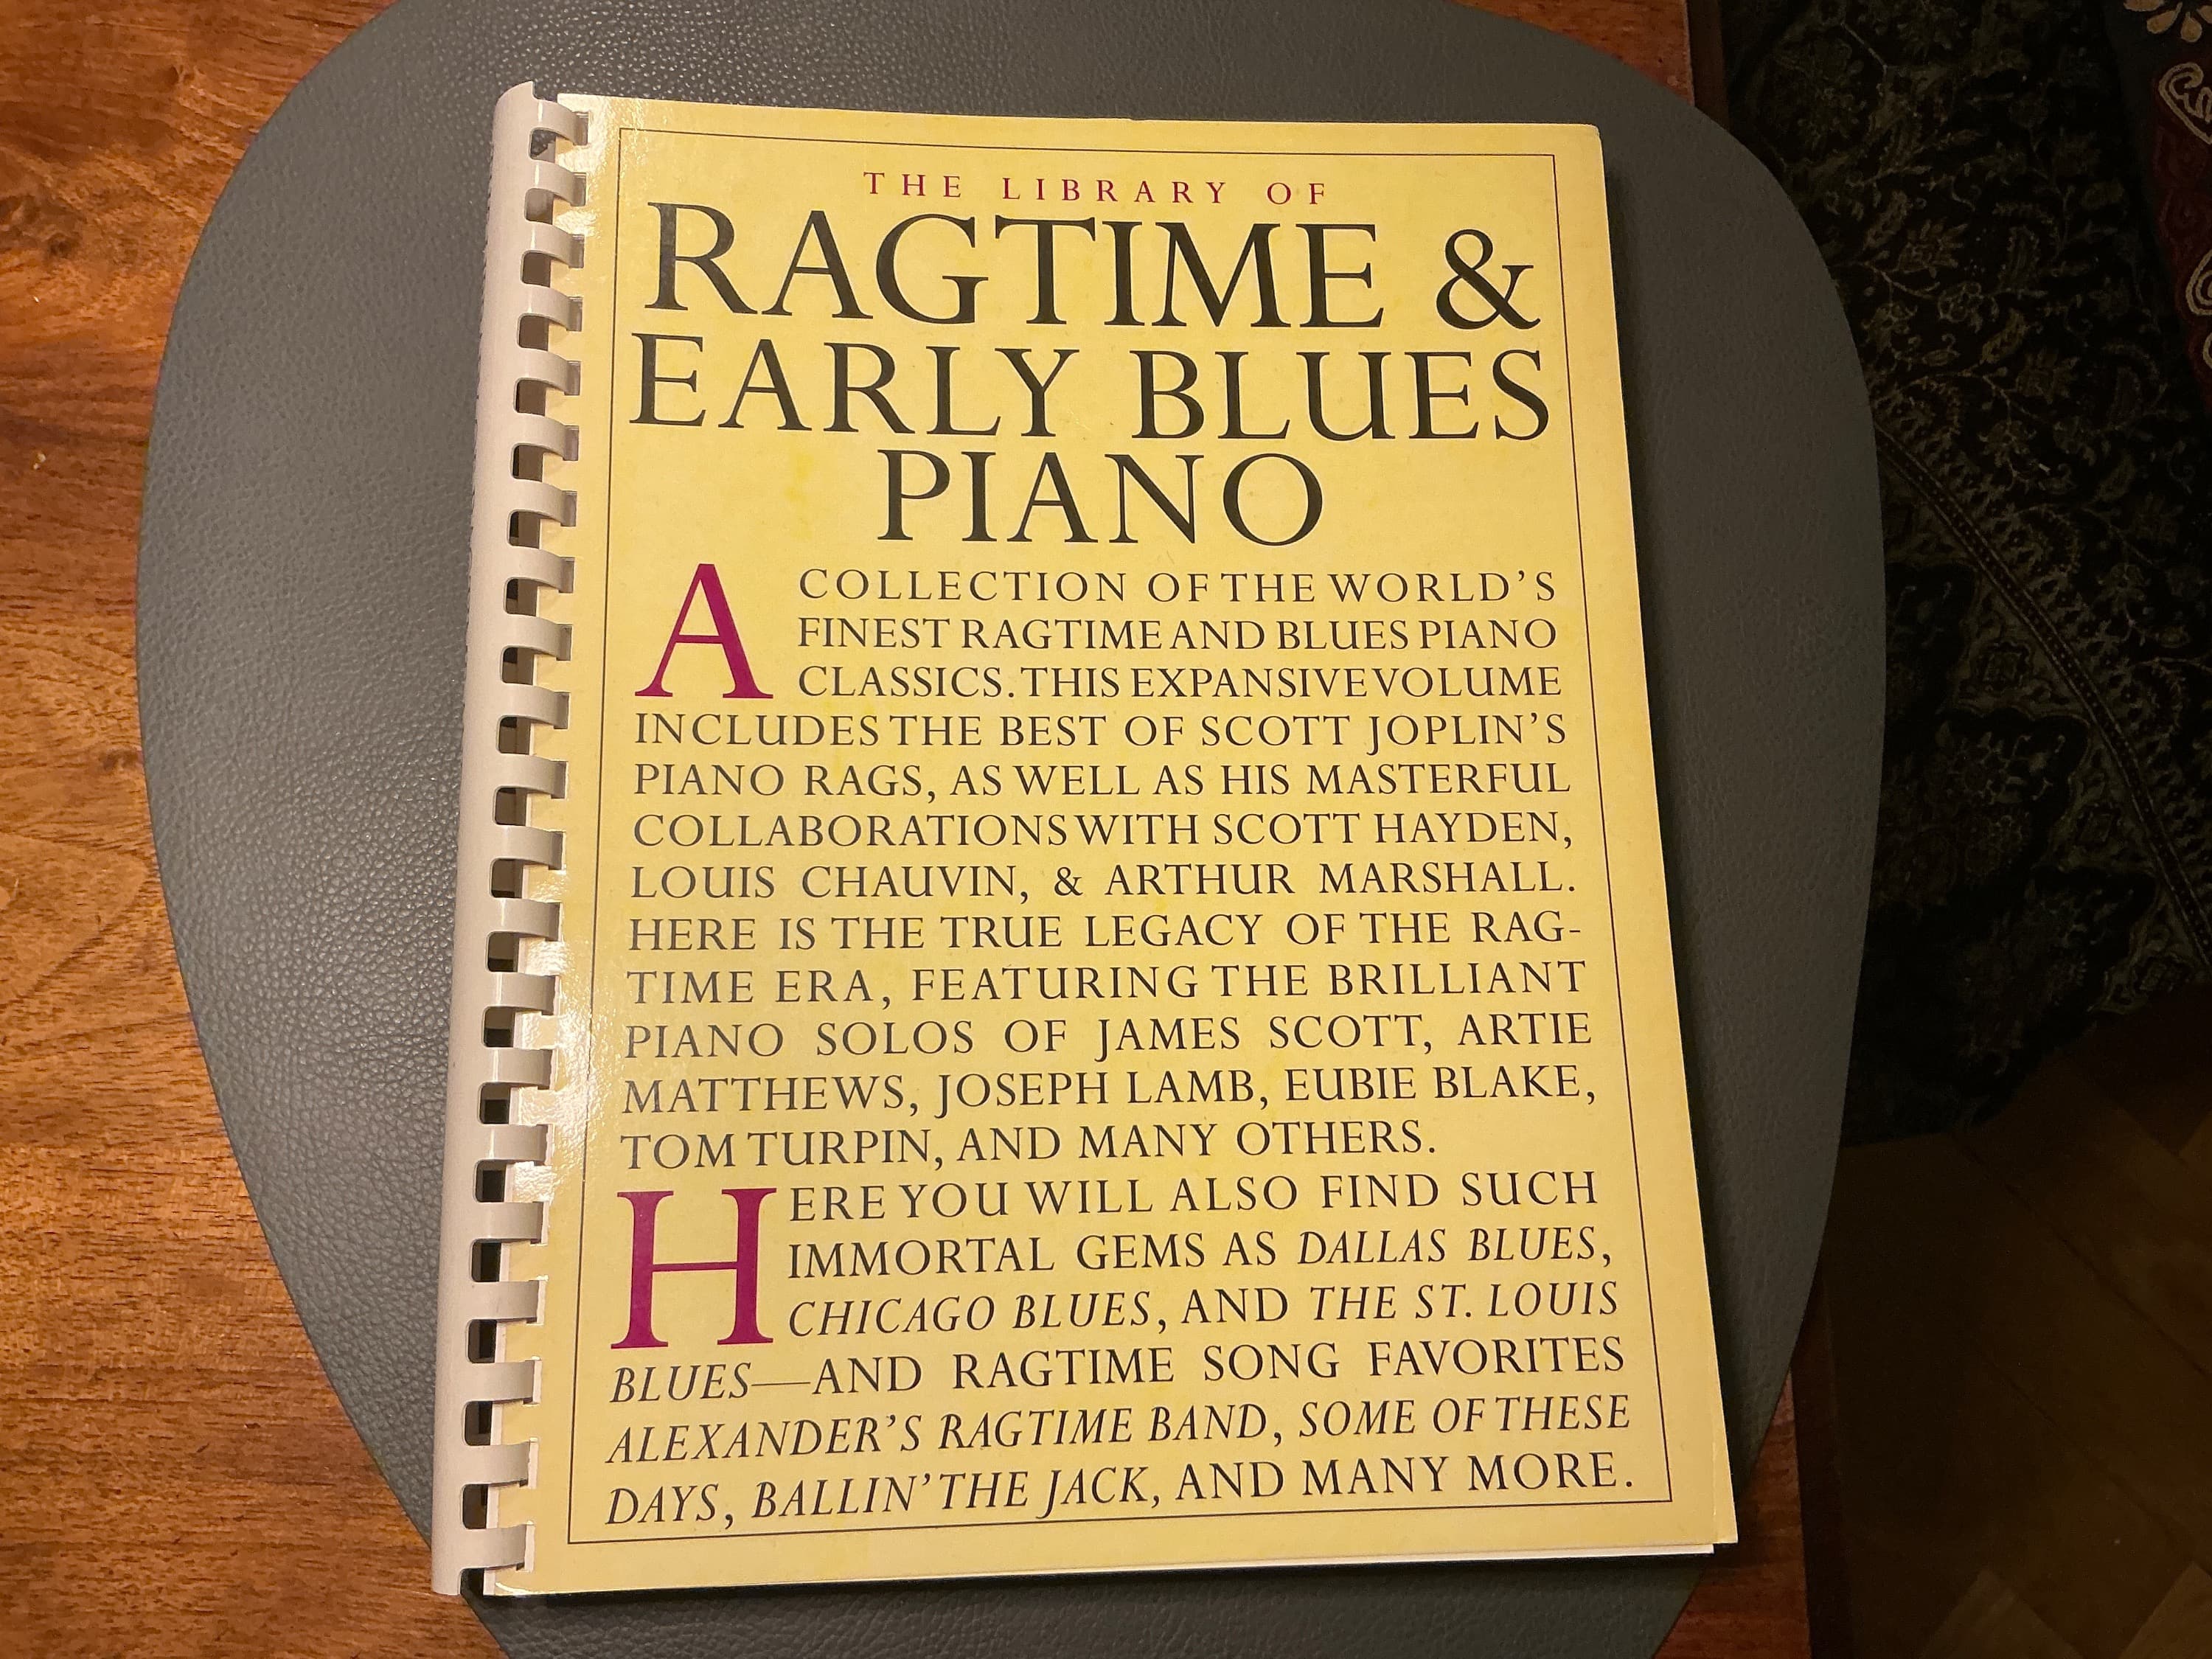 THE LIBRARY OF
RAGTIME &
EARLY BLUES
PIANO
A COLLECTION OF THE WORLD'S
FINEST RAGTIME AND BLUES PIANO
CLASSICS. THIS EXPANSIVE VOLUME
INCLUDES THE BEST OF SCOTT JOPLIN'S
PIANO RAGS, AS WELL AS HIS MASTERFUL
COLLABORATIONS WITH SCOTT HAYDEN,
LOUIS CHAUVIN, & ARTHUR MARSHALL.
HERE IS THE TRUE LEGACY OF THE RAG-
TIME ERA, FEATURING THE BRILLIANT
PIANO SOLOS OF JAMES SCOTT, ARTIE
MATTHEWS, JOSEPH LAMB, EUBIE BLAKE,
TOM TURPIN, AND MANY OTHERS.
HERE YOU WILL ALSO FIND SUCH
IMMORTAL GEMS AS DALLAS BLUES,
CHICAGO BLUES, AND THE ST. LOUIS
BLUES—AND RAGTIME SONG FAVORITES
ALEXANDER'S RAGTIME BAND, SOME OF THESE
DAYS, BALLIN' THE JACK, AND MANY MORE.